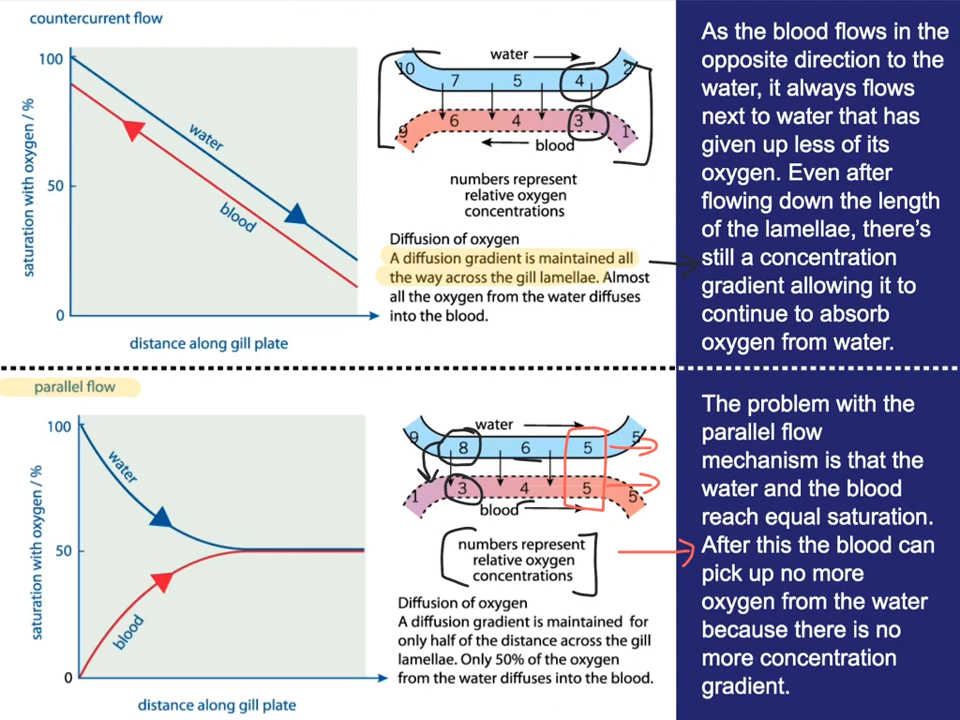 countercurrent flow
saturation with oxygen / %
100
50
0
water
blood
distance along gill plate
water
10 7 5 4 2
9 6 4 3 1
blood
numbers represent
relative oxygen
concentrations
Diffusion of oxygen
A diffusion gradient is maintained all
the way across the gill lamellae. Almost
all the oxygen from the water diffuses
into the blood.
As the blood flows in the
opposite direction to the
water, it always flows
next to water that has
given up less of its
oxygen. Even after
flowing down the length
of the lamellae, there's
still a concentration
gradient allowing it to
continue to absorb
oxygen from water.
parallel flow
saturation with oxygen / %
100
50
0
water
blood
distance along gill plate
water
9 8 6 5 5
1 3 4 5 5
blood
numbers represent
relative oxygen
concentrations
Diffusion of oxygen
A diffusion gradient is maintained for
only half of the distance across the gill
lamellae. Only 50% of the oxygen
from the water diffuses into the blood.
The problem with the
parallel flow
mechanism is that the
water and the blood
reach equal saturation.
After this the blood can
pick up no more
oxygen from the water
because there is no
more concentration
gradient.